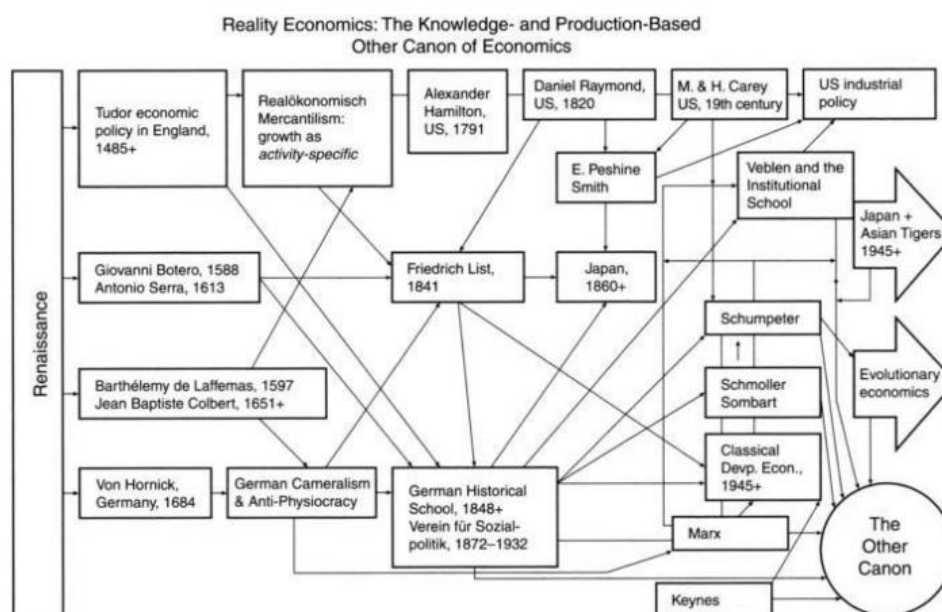 Reality Economics: The Knowledge- and Production-Based
Other Canon of Economics
Renaissance
Tudor economic
policy in England,
1485+
Realökonomisch
Mercantilism:
growth as
activity-specific
Alexander
Hamilton,
US, 1791
Daniel Raymond,
US, 1820
M. & H. Carey
US, 19th century
US industrial
policy
E. Peshine
Smith
Veblen and the
Institutional
School
Japan +
Asian Tigers
1945+
Giovanni Botero, 1588
Antonio Serra, 1613
Friedrich List,
1841
Japan,
1860+
Schumpeter
Barthélemy de Laffemas, 1597
Jean Baptiste Colbert, 1651+
Schmoller
Sombart
Evolutionary
economics
Von Hornick,
Germany, 1684
German Cameralism
& Anti-Physiocracy
German Historical
School, 1848+
Verein für Sozial-
politik, 1872–1932
Classical
Devp. Econ.,
1945+
Marx
The
Other
Canon
Keynes